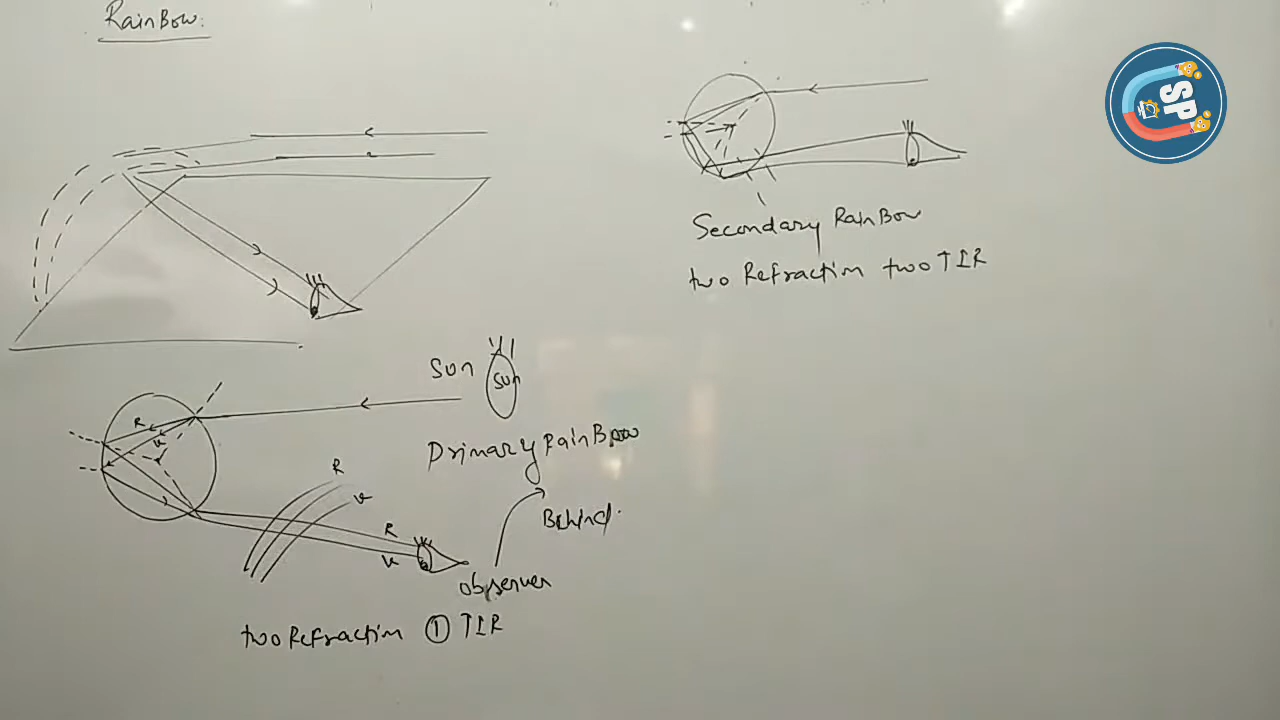 RainBow.
SP
Secondary RainBow
two Refraction two TIR
Sun
Sun
R
V
Primary RainBow
R
V
Behind.
R
V
observer
two Refraction ① TIR